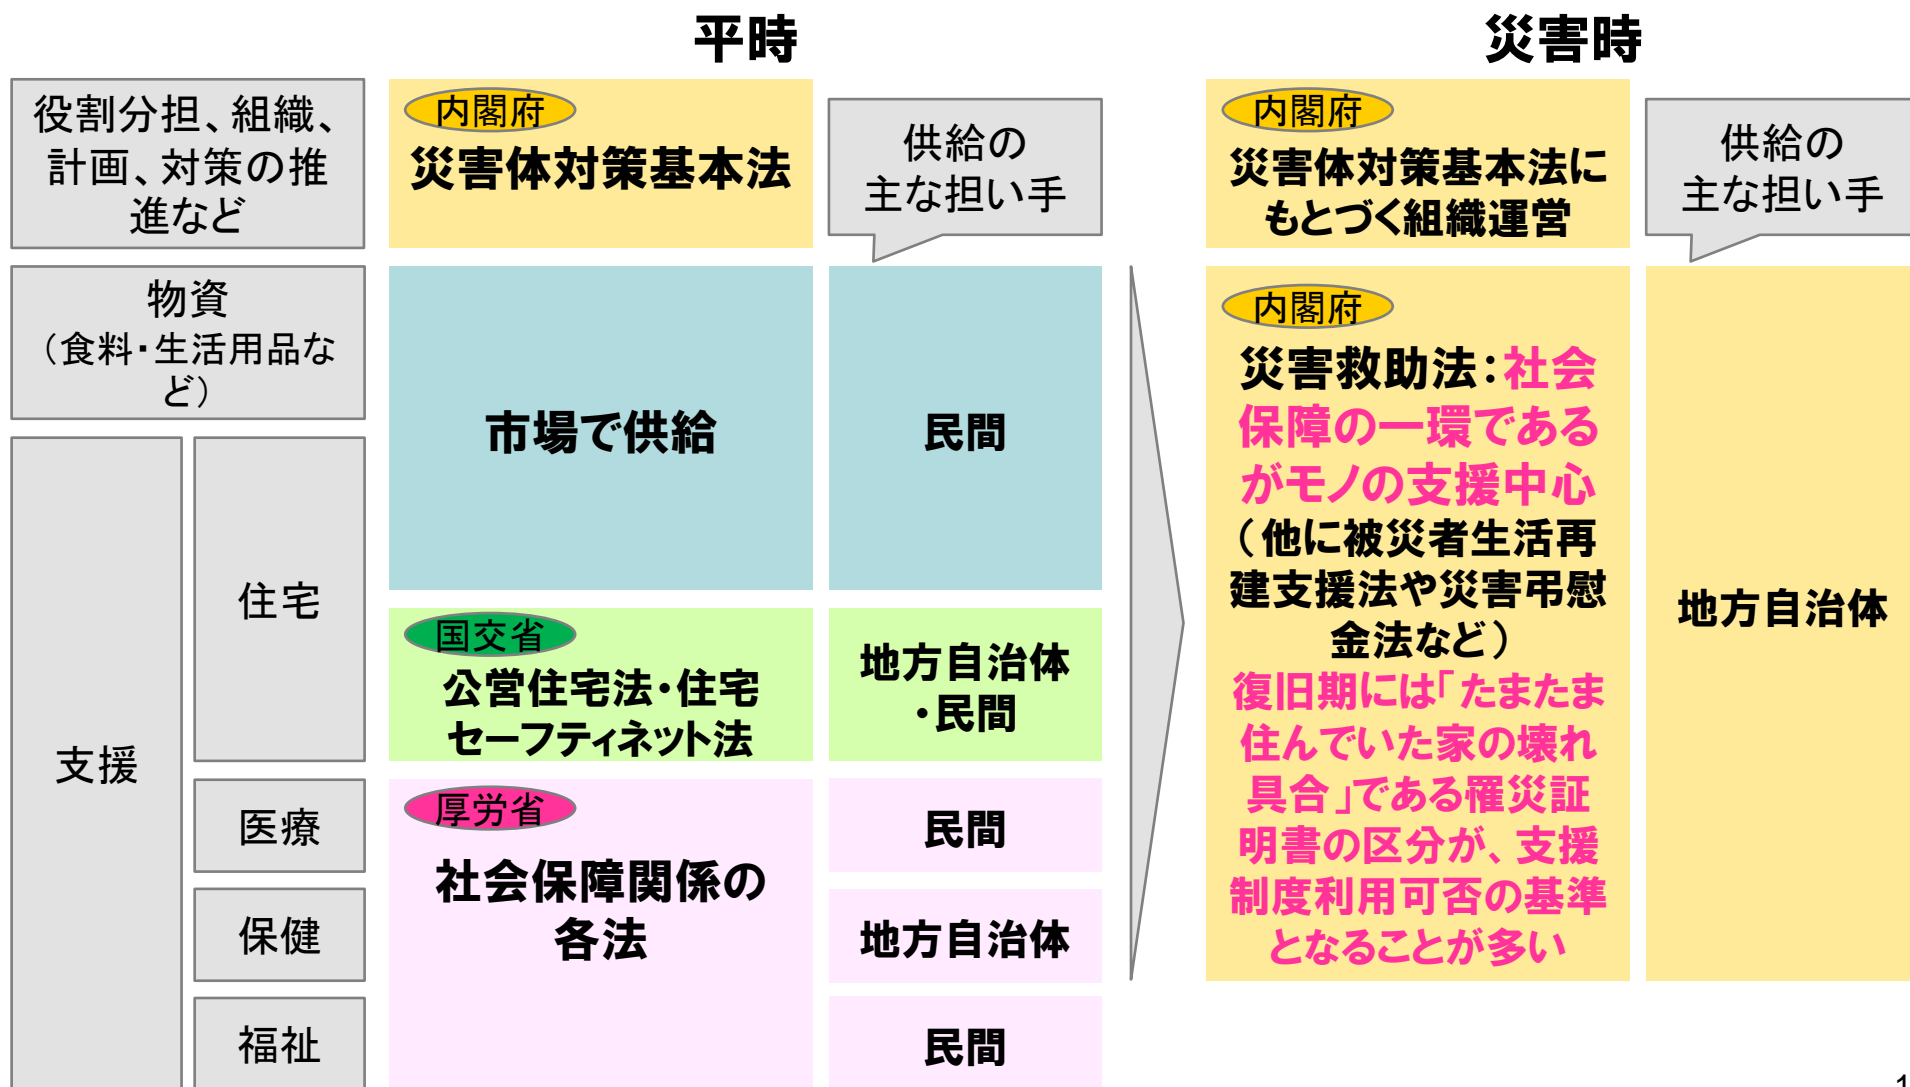 平時
災害時
役割分担、組織、
計画、対策の推
進など
内閣府
災害体対策基本法
供給の
主な担い手
内閣府
災害体対策基本法に
もとづく組織運営
供給の
主な担い手
物資
（食料・生活用品な
ど）
市場で供給
民間
内閣府
災害救助法：社会
保障の一環である
がモノの支援中心
（他に被災者生活再
建支援法や災害弔慰
金法など）
復旧期には「たまたま
住んでいた家の壊れ
具合」である罹災証
明書の区分が、支援
制度利用可否の基準
となることが多い
地方自治体
支援
住宅
国交省
公営住宅法・住宅
セーフティネット法
地方自治体
・民間
医療
厚労省
社会保障関係の
各法
民間
保健
地方自治体
福祉
民間
1